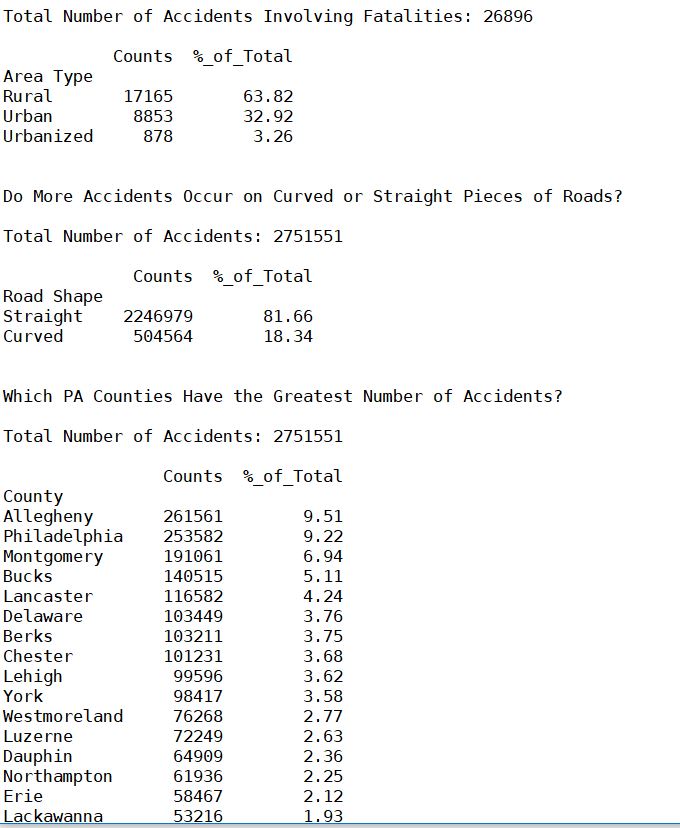 Total Number of Accidents Involving Fatalities: 26896
Counts %_of_Total
Area Type
Rural 17165 63.82
Urban 8853 32.92
Urbanized 878 3.26
Do More Accidents Occur on Curved or Straight Pieces of Roads?
Total Number of Accidents: 2751551
Counts %_of_Total
Road Shape
Straight 2246979 81.66
Curved 504564 18.34
Which PA Counties Have the Greatest Number of Accidents?
Total Number of Accidents: 2751551
Counts %_of_Total
County
Allegheny 261561 9.51
Philadelphia 253582 9.22
Montgomery 191061 6.94
Bucks 140515 5.11
Lancaster 116582 4.24
Delaware 103449 3.76
Berks 103211 3.75
Chester 101231 3.68
Lehigh 99596 3.62
York 98417 3.58
Westmoreland 76268 2.77
Luzerne 72249 2.63
Dauphin 64909 2.36
Northampton 61936 2.25
Erie 58467 2.12
Lackawanna 53216 1.93